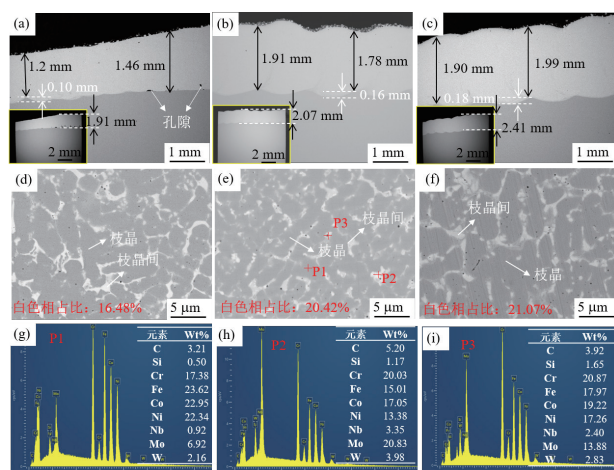 (a)
1.2 mm
1.46 mm
0.10 mm
孔隙
1.91 mm
2 mm
1 mm
(b)
1.91 mm
1.78 mm
0.16 mm
2.07 mm
2 mm
1 mm
(c)
1.90 mm
1.99 mm
0.18 mm
2.41 mm
2 mm
1 mm
(d)
枝晶
枝晶间
白色相占比：16.48%
5 μm
(e)
P3
枝晶间
枝晶
P1
P2
白色相占比：20.42%
5 μm
(f)
枝晶间
枝晶
白色相占比：21.07%
5 μm
(g)
P1
元素 Wt%
C 3.21
Si 0.50
Cr 17.38
Fe 23.62
Co 22.95
Ni 22.34
Nb 0.92
Mo 6.92
W 2.16
(h)
P2
元素 Wt%
C 5.20
Si 1.17
Cr 20.03
Fe 15.01
Co 17.05
Ni 13.38
Nb 3.35
Mo 20.83
W 3.98
(i)
P3
元素 Wt%
C 3.92
Si 1.65
Cr 20.87
Fe 17.97
Co 19.22
Ni 17.26
Nb 2.40
Mo 13.88
W 2.83